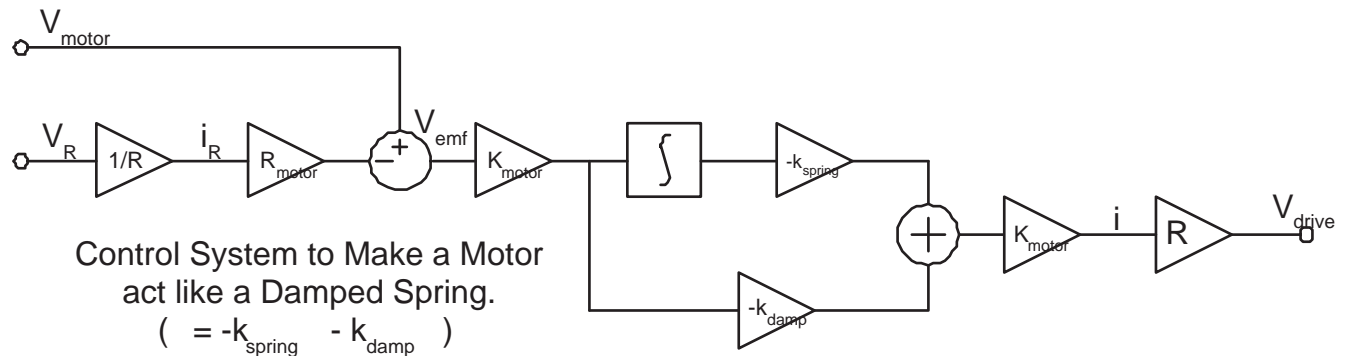 V_motor
V_R
1/R
i_R
R_motor
−
+
V_emf
K_motor
∫
-k_spring
-k_damp
+
K_motor
i
R
V_drive
Control System to Make a Motor
act like a Damped Spring.
( = -k_spring - k_damp )